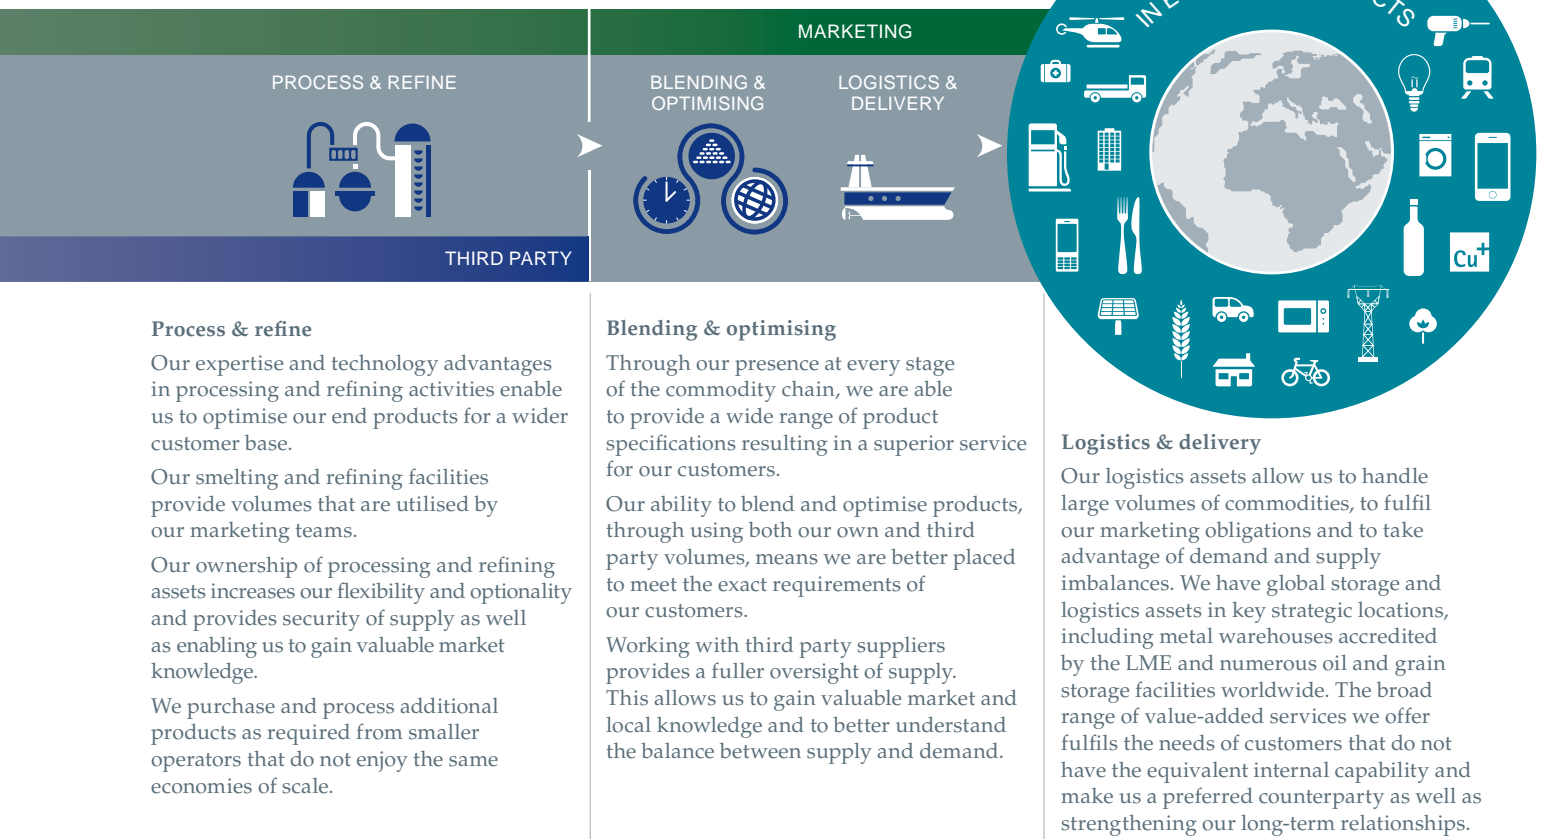 MARKETING
PROCESS & REFINE
BLENDING &
OPTIMISING
LOGISTICS &
DELIVERY
THIRD PARTY
IN
Cu+
Process & refine
Our expertise and technology advantages
in processing and refining activities enable
us to optimise our end products for a wider
customer base.
Our smelting and refining facilities
provide volumes that are utilised by
our marketing teams.
Our ownership of processing and refining
assets increases our flexibility and optionality
and provides security of supply as well
as enabling us to gain valuable market
knowledge.
We purchase and process additional
products as required from smaller
operators that do not enjoy the same
economies of scale.
Blending & optimising
Through our presence at every stage
of the commodity chain, we are able
to provide a wide range of product
specifications resulting in a superior service
for our customers.
Our ability to blend and optimise products,
through using both our own and third
party volumes, means we are better placed
to meet the exact requirements of
our customers.
Working with third party suppliers
provides a fuller oversight of supply.
This allows us to gain valuable market and
local knowledge and to better understand
the balance between supply and demand.
Logistics & delivery
Our logistics assets allow us to handle
large volumes of commodities, to fulfil
our marketing obligations and to take
advantage of demand and supply
imbalances. We have global storage and
logistics assets in key strategic locations,
including metal warehouses accredited
by the LME and numerous oil and grain
storage facilities worldwide. The broad
range of value-added services we offer
fulfils the needs of customers that do not
have the equivalent internal capability and
make us a preferred counterparty as well as
strengthening our long-term relationships.